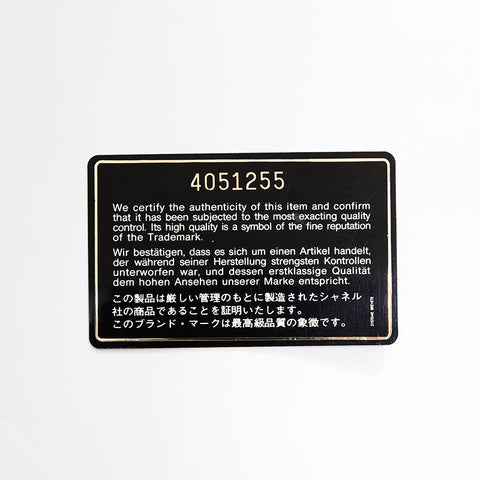 4051255
We certify the authenticity of this item and confirm
that it has been subjected to the most exacting quality
control. Its high quality is a symbol of the fine reputation
of the Trademark.
Wir bestätigen, dass es sich um einen Artikel handelt,
der während seiner Herstellung strengsten Kontrollen
unterworfen war, und dessen erstklassige Qualität
dem hohen Ansehen unserer Marke entspricht.
この製品は厳しい管理のもとに製造されたシャネル
社の商品であることを証明いたします。
このブランド・マークは最高級品質の象徴です。